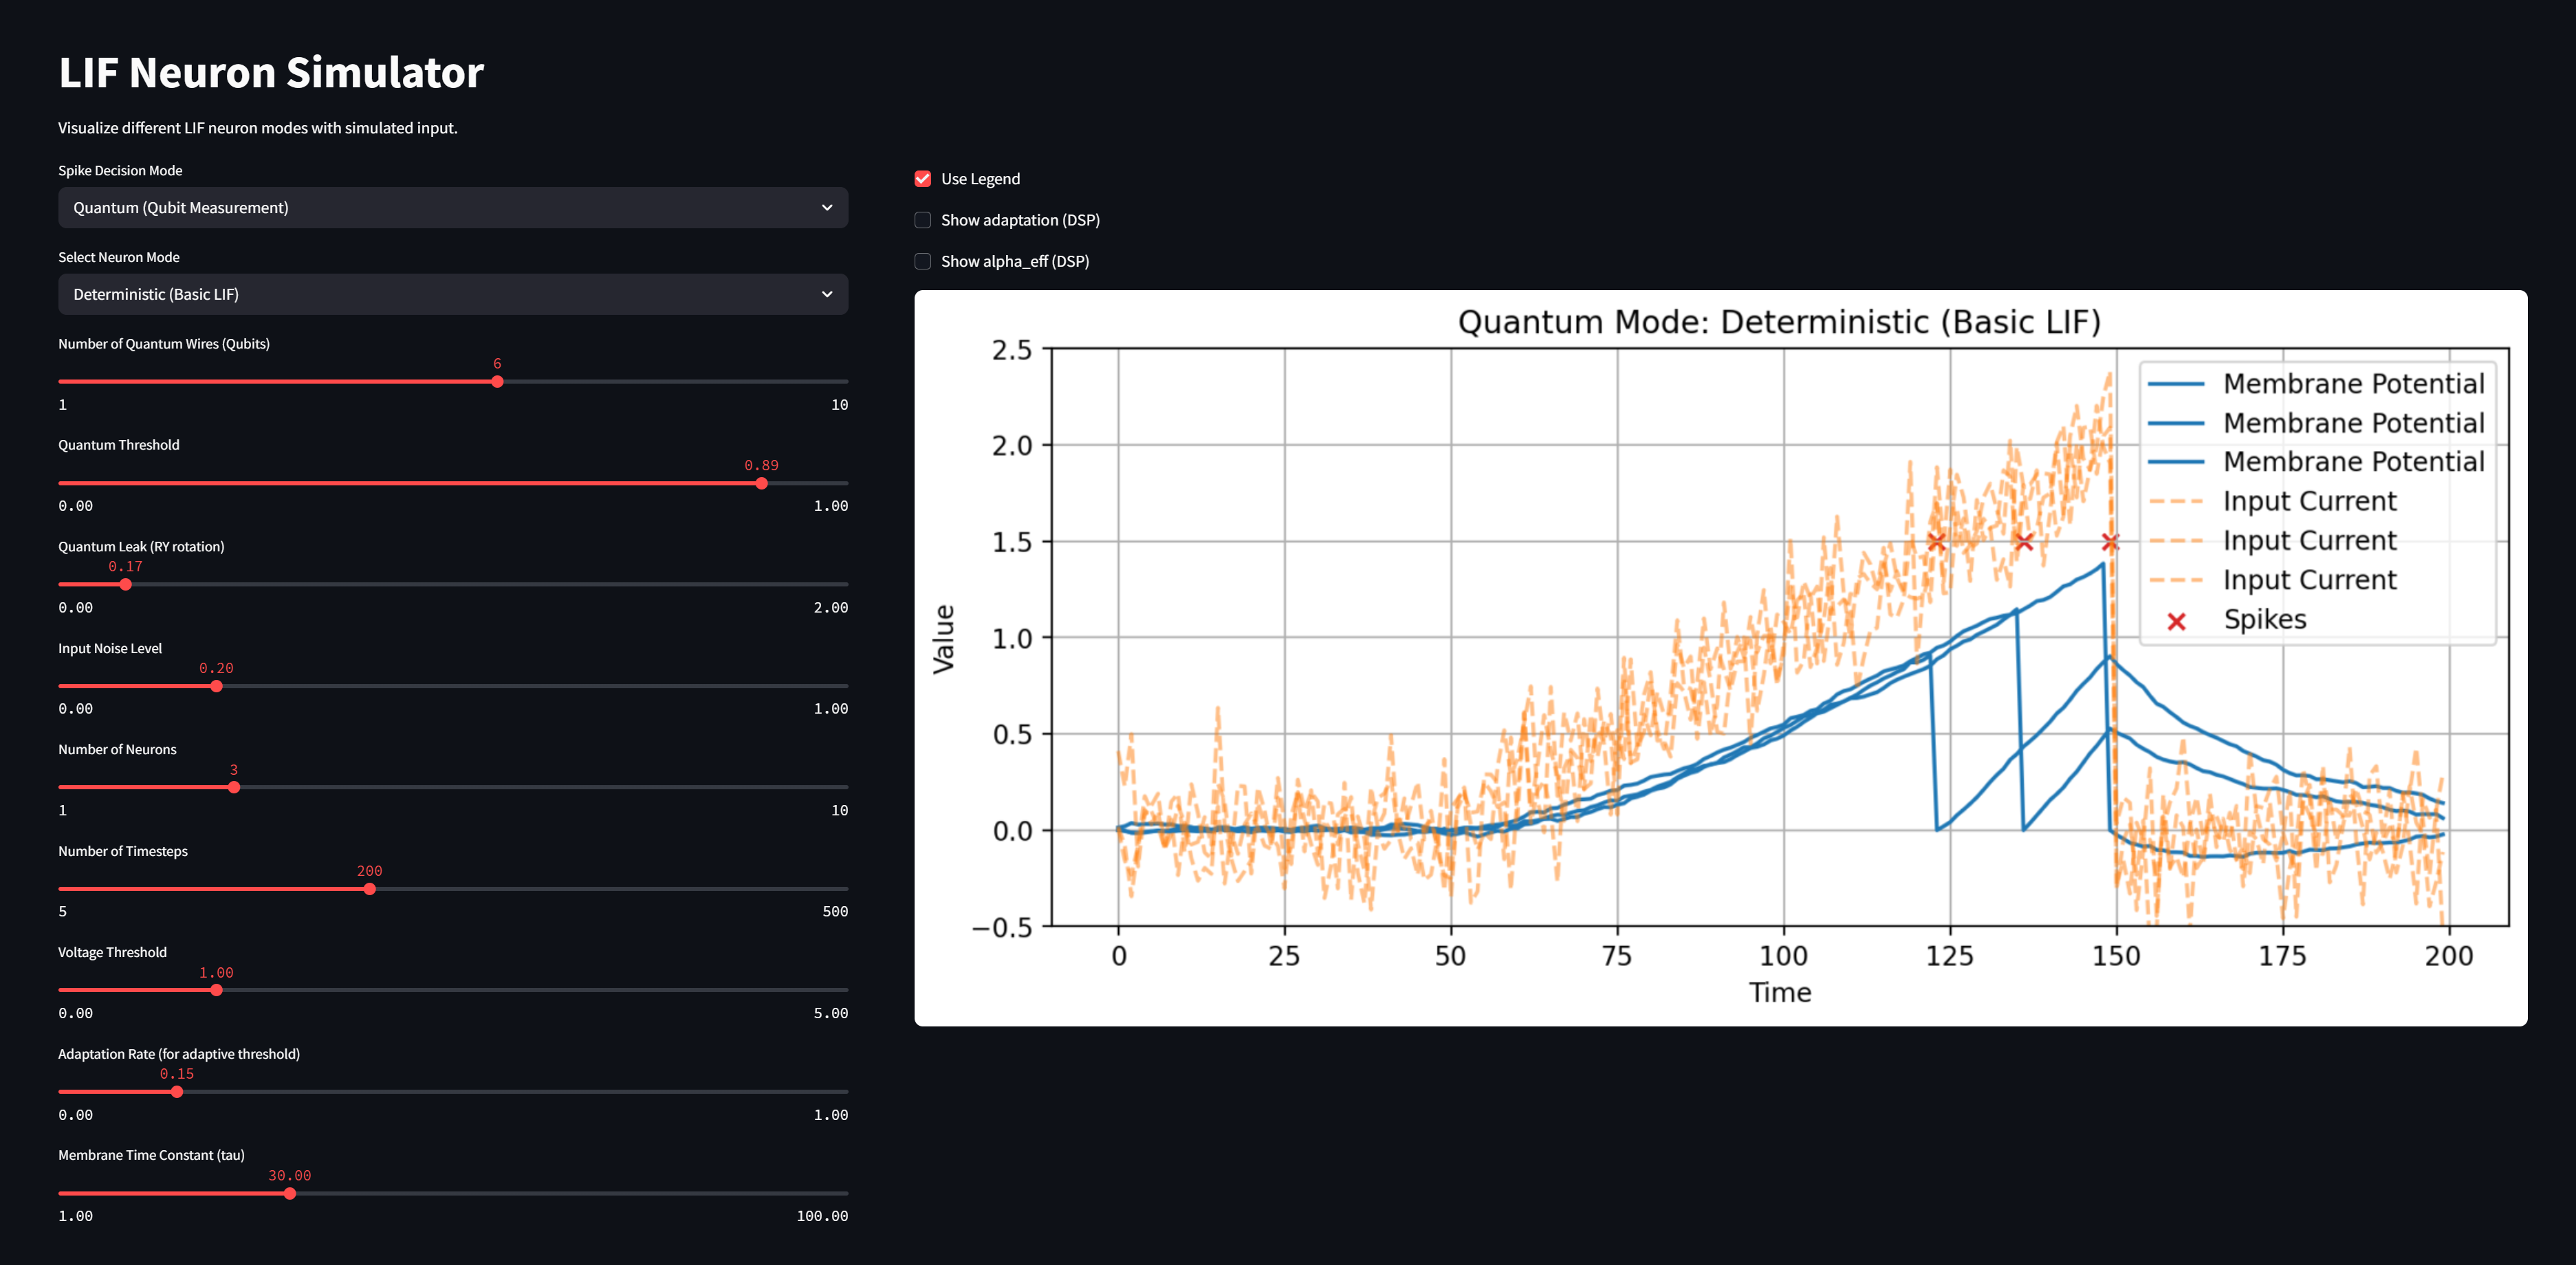 LIF Neuron Simulator
Visualize different LIF neuron modes with simulated input.
Spike Decision Mode
Quantum (Qubit Measurement)
Select Neuron Mode
Deterministic (Basic LIF)
Number of Quantum Wires (Qubits)
6
1 10
Quantum Threshold
0.89
0.00 1.00
Quantum Leak (RY rotation)
0.17
0.00 2.00
Input Noise Level
0.20
0.00 1.00
Number of Neurons
3
1 10
Number of Timesteps
200
5 500
Voltage Threshold
1.00
0.00 5.00
Adaptation Rate (for adaptive threshold)
0.15
0.00 1.00
Membrane Time Constant (tau)
30.00
1.00 100.00
Use Legend
Show adaptation (DSP)
Show alpha_eff (DSP)
Quantum Mode: Deterministic (Basic LIF)
2.5
2.0
1.5
1.0
0.5
0.0
−0.5
Value
Membrane Potential
Membrane Potential
Membrane Potential
Input Current
Input Current
Input Current
Spikes
0 25 50 75 100 125 150 175 200
Time